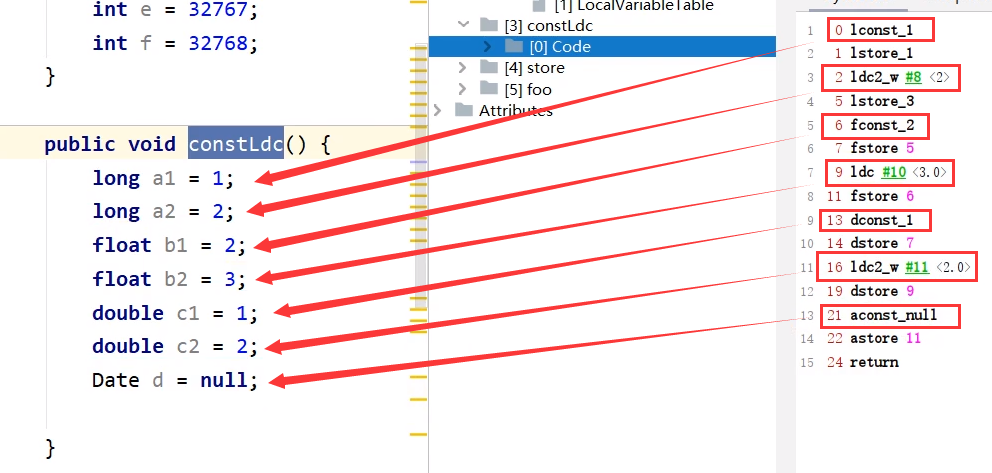 int e = 32767;
int f = 32768;
}
public void constLdc() {
long a1 = 1;
long a2 = 2;
float b1 = 2;
float b2 = 3;
double c1 = 1;
double c2 = 2;
Date d = null;
}
[1] LocalVariableTable
[3] constLdc
[0] Code
[4] store
[5] foo
Attributes
1 0 lconst_1
2 1 lstore_1
3 2 ldc2_w #8 <2>
4 5 lstore_3
5 6 fconst_2
6 7 fstore 5
7 9 ldc #10 <3.0>
8 11 fstore 6
9 13 dconst_1
10 14 dstore 7
11 16 ldc2_w #11 <2.0>
12 19 dstore 9
13 21 aconst_null
14 22 astore 11
15 24 return